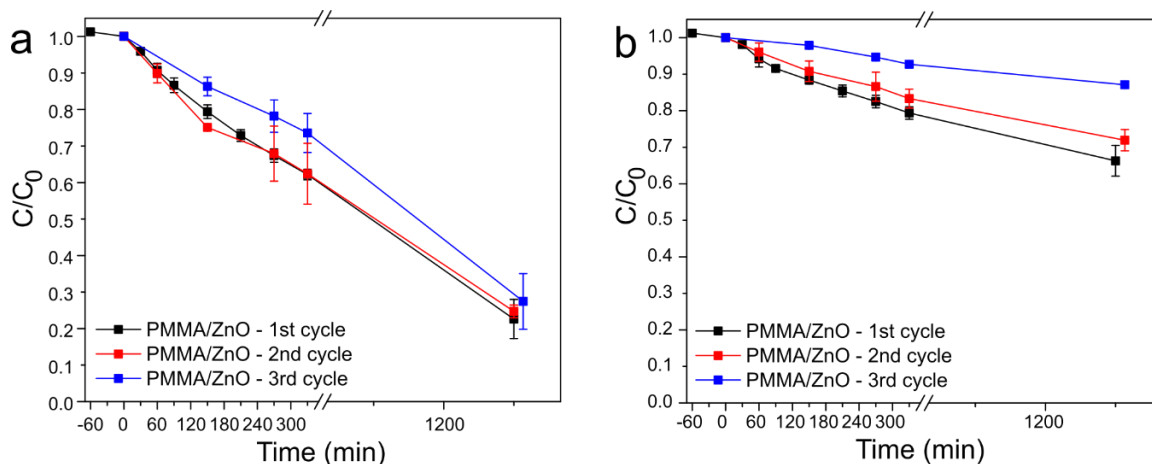 a
1.0
0.9
0.8
0.7
0.6
0.5
0.4
0.3
0.2
0.1
0.0
C/C0
PMMA/ZnO - 1st cycle
PMMA/ZnO - 2nd cycle
PMMA/ZnO - 3rd cycle
-60 0 60 120 180 240 300 1200
Time (min)
b
1.0
0.9
0.8
0.7
0.6
0.5
0.4
0.3
0.2
0.1
0.0
C/C0
PMMA/ZnO - 1st cycle
PMMA/ZnO - 2nd cycle
PMMA/ZnO - 3rd cycle
-60 0 60 120 180 240 300 1200
Time (min)